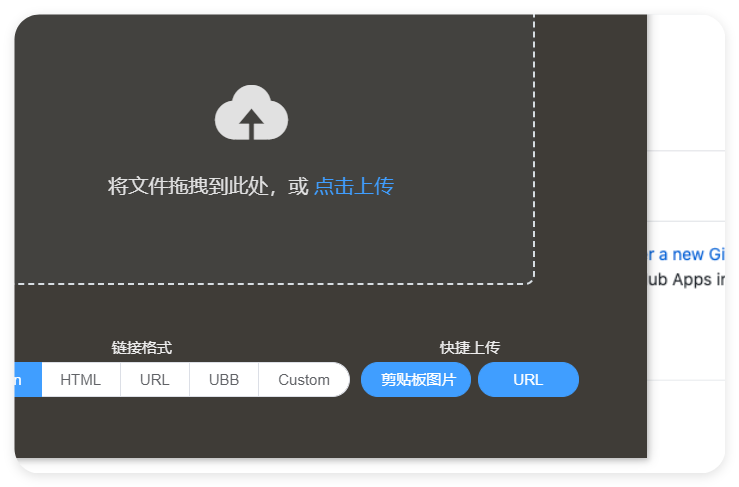 将文件拖拽到此处，或 点击上传
r a new Gi
ub Apps in
链接格式
快捷上传
n
HTML
URL
UBB
Custom
剪贴板图片
URL